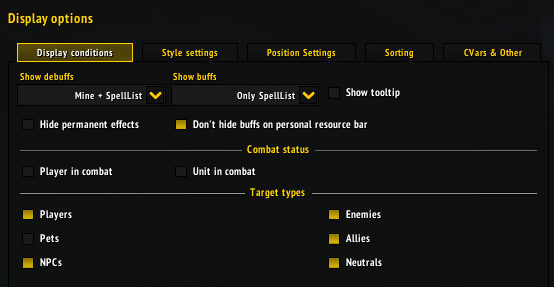 Display options
Display conditions Style settings Position Settings Sorting CVars & Other
Show debuffs Show buffs
Mine + SpellList Only SpellList Show tooltip
Hide permanent effects Don't hide buffs on personal resource bar
Combat status
Player in combat Unit in combat
Target types
Players Enemies
Pets Allies
NPCs Neutrals